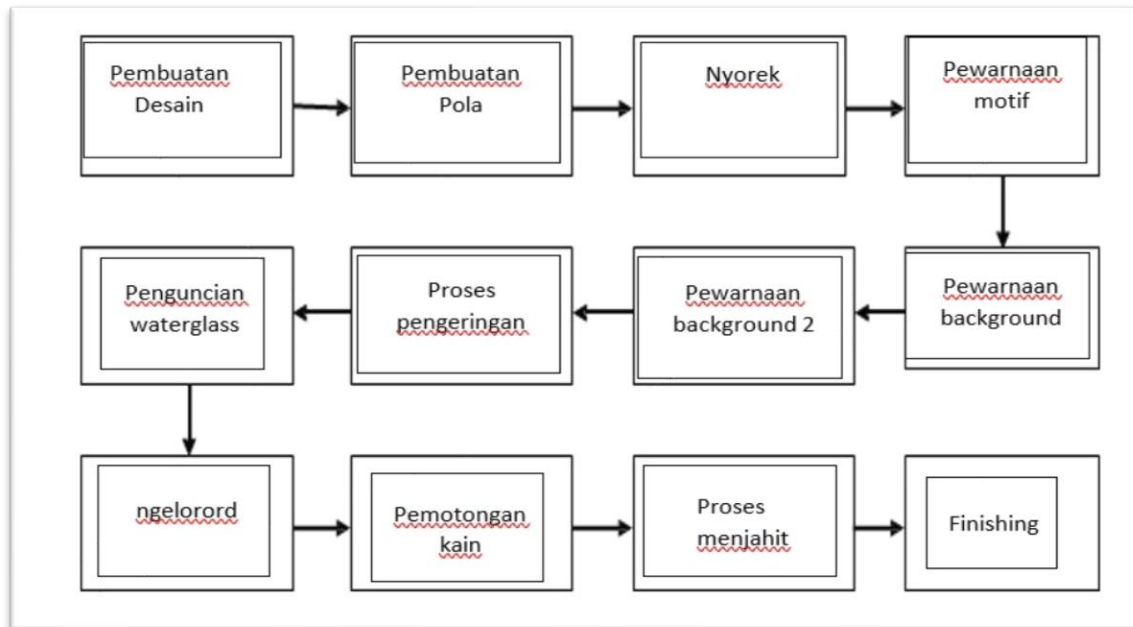 Pembuatan
Desain
Pembuatan
Pola
Nyorek
Pewarnaan
motif
Pewarnaan
background
Pewarnaan
background 2
Proses
pengeringan
Penguncian
waterglass
ngelorord
Pemotongan
kain
Proses
menjahit
Finishing